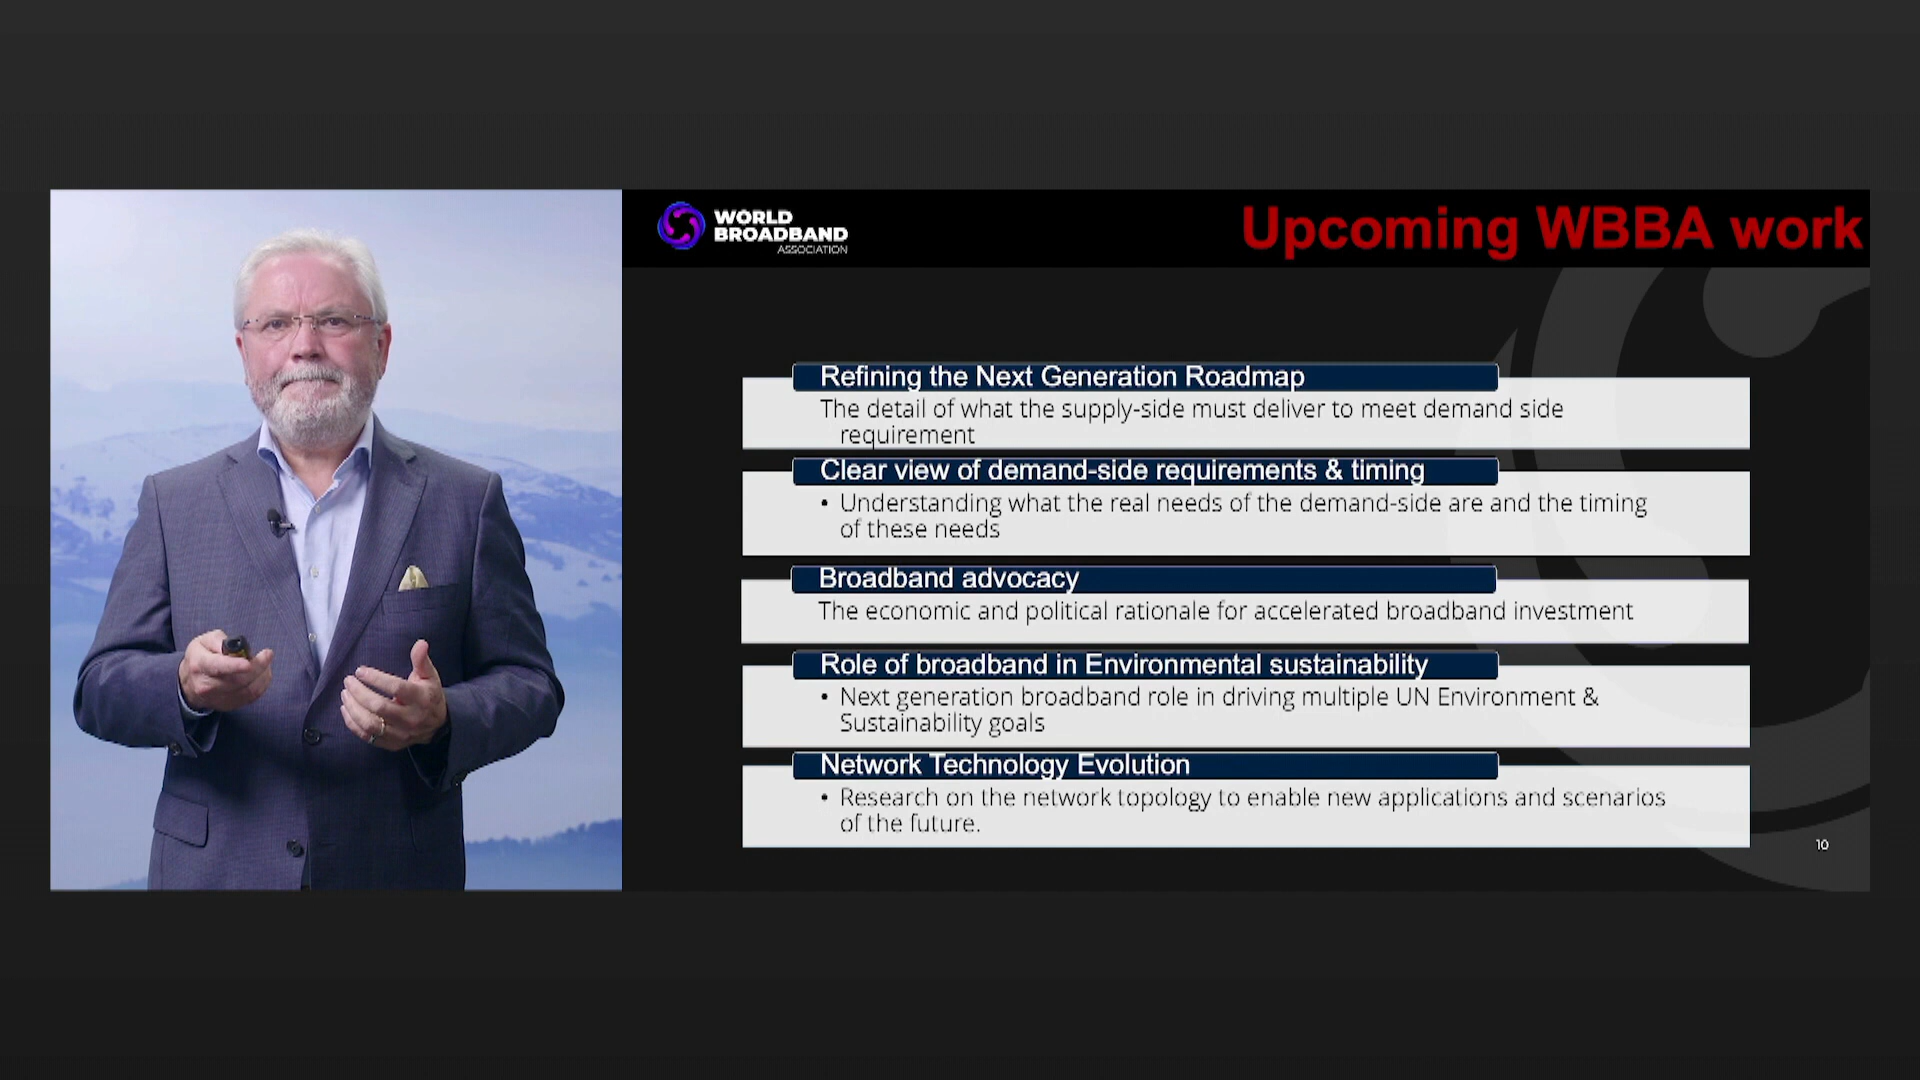 WORLD
BROADBAND
ASSOCIATION
Upcoming WBBA work
Refining the Next Generation Roadmap
The detail of what the supply-side must deliver to meet demand side
requirement
Clear view of demand-side requirements & timing
• Understanding what the real needs of the demand-side are and the timing
of these needs
Broadband advocacy
The economic and political rationale for accelerated broadband investment
Role of broadband in Environmental sustainability
• Next generation broadband role in driving multiple UN Environment &
Sustainability goals
Network Technology Evolution
• Research on the network topology to enable new applications and scenarios
of the future.
10